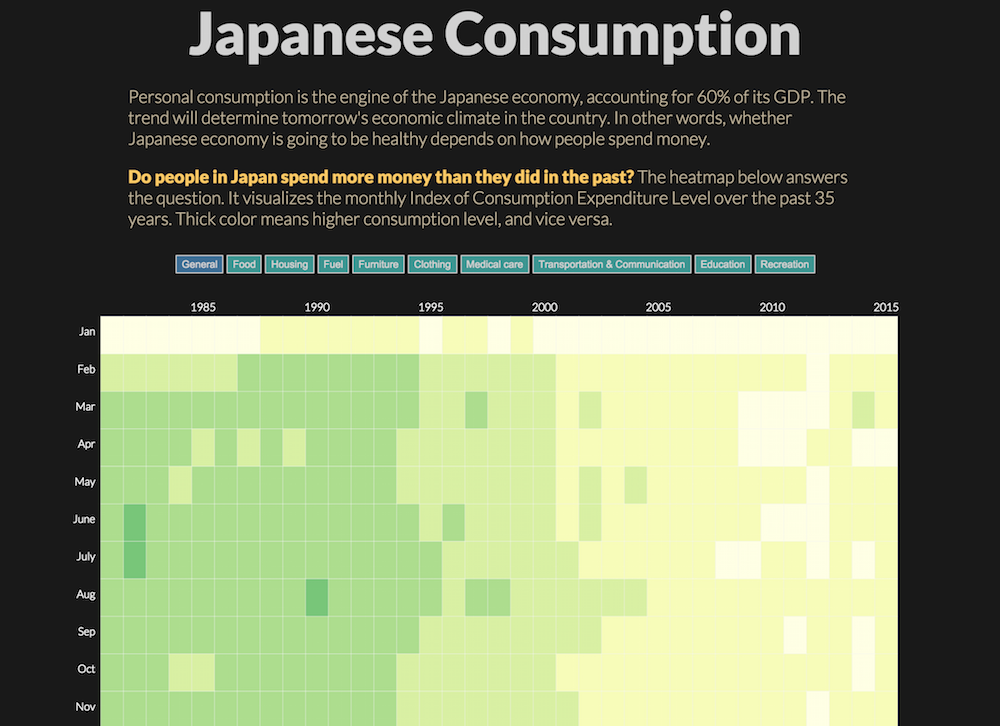 Japanese Consumption
Personal consumption is the engine of the Japanese economy, accounting for 60% of its GDP. The
trend will determine tomorrow's economic climate in the country. In other words, whether
Japanese economy is going to be healthy depends on how people spend money.
Do people in Japan spend more money than they did in the past? The heatmap below answers
the question. It visualizes the monthly Index of Consumption Expenditure Level over the past 35
years. Thick color means higher consumption level, and vice versa.
General Food Housing Fuel Furniture Clothing Medical care Transportation & Communication Education Recreation
1985 1990 1995 2000 2005 2010 2015
Jan
Feb
Mar
Apr
May
June
July
Aug
Sep
Oct
Nov